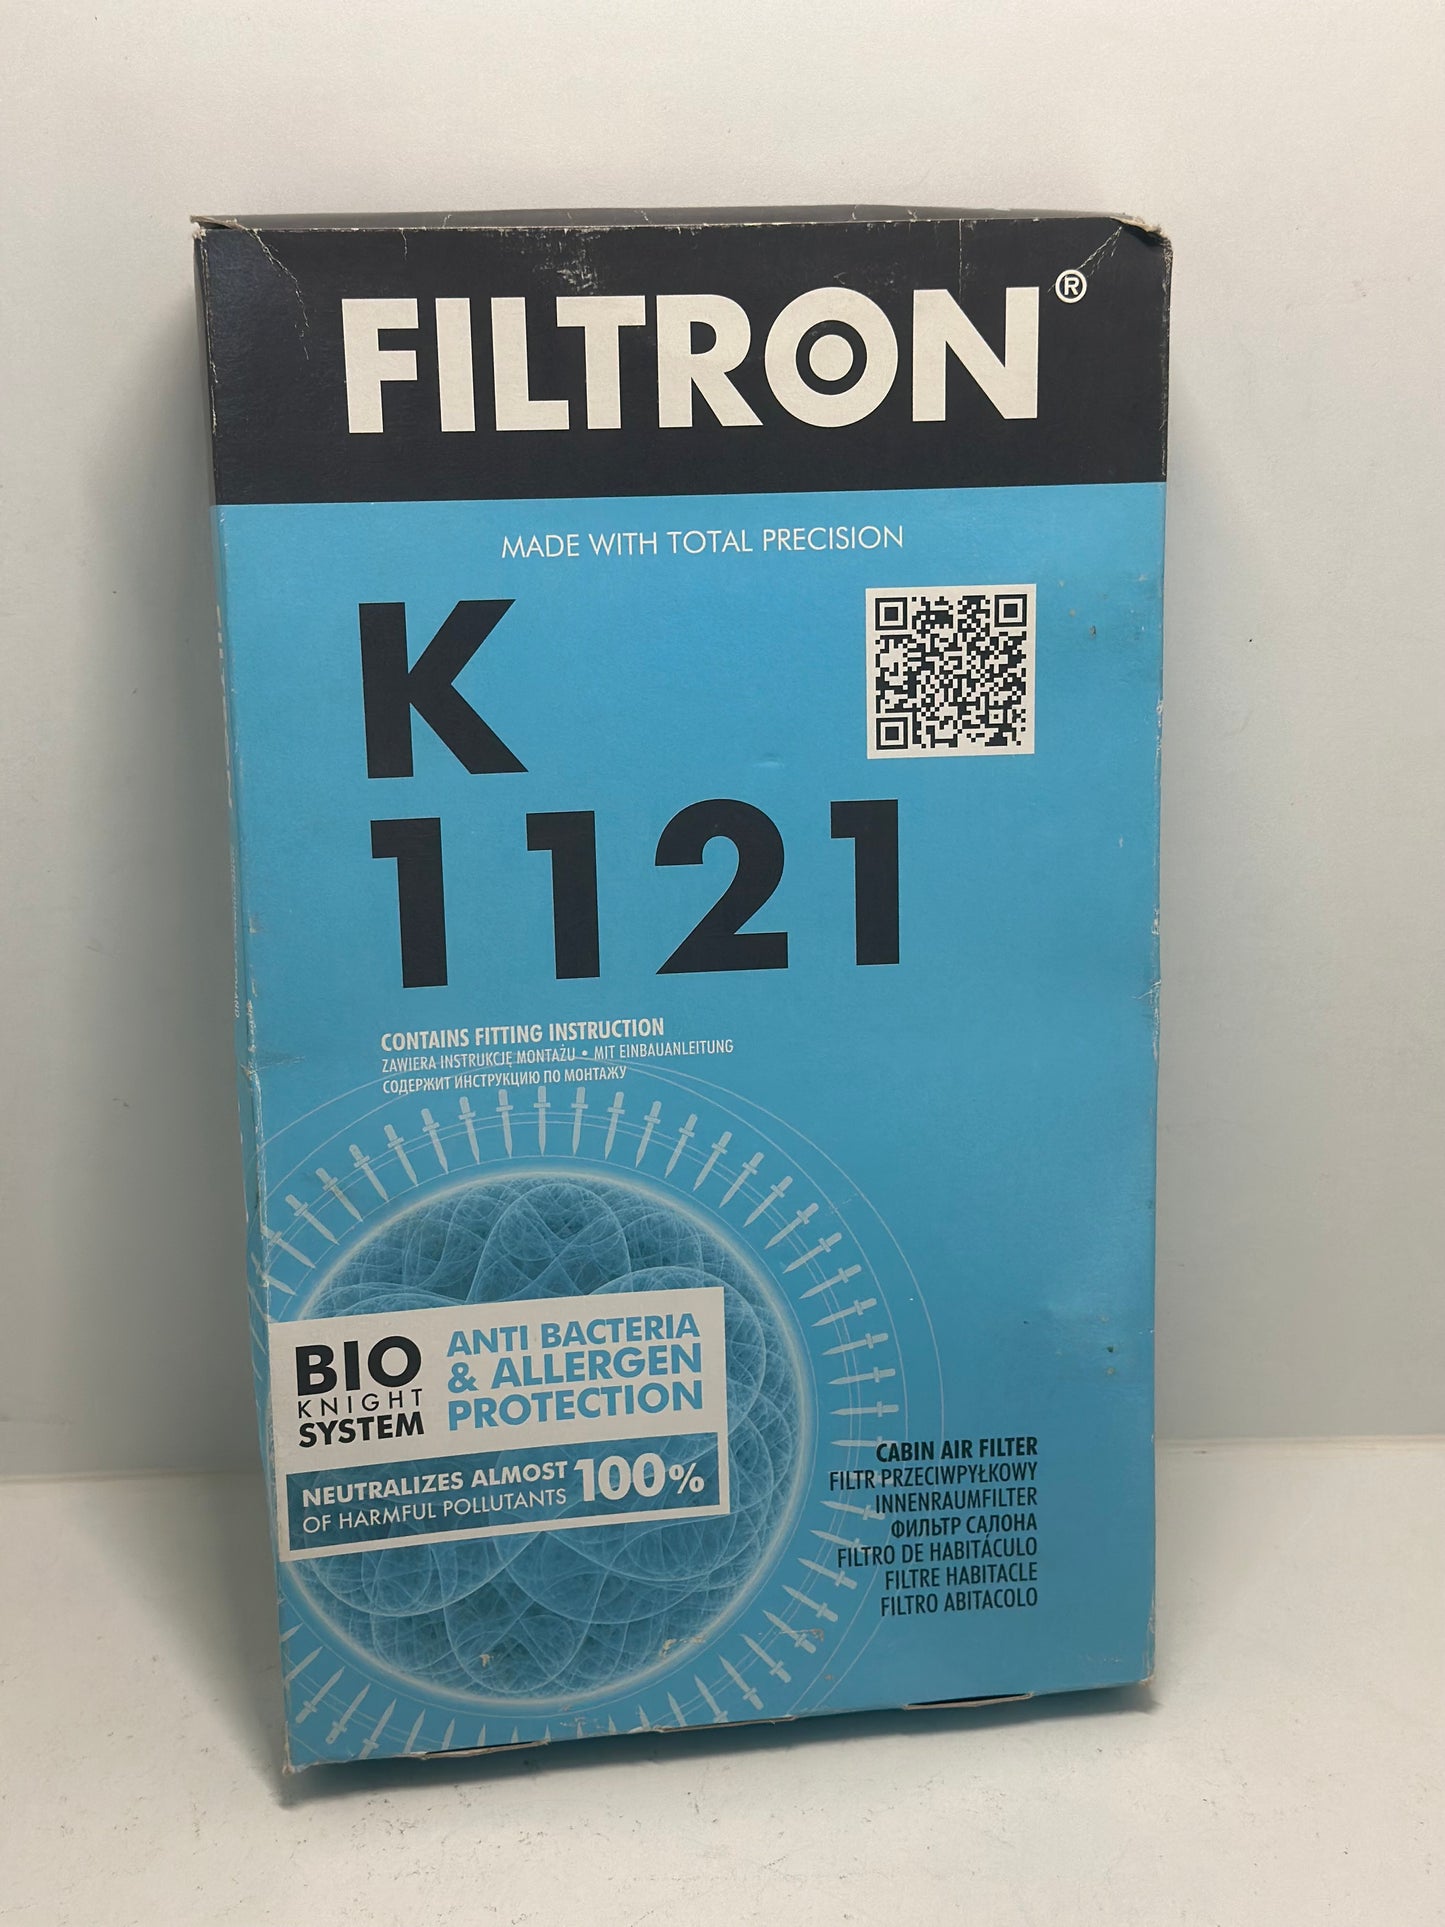 FILTRON®
MADE WITH TOTAL PRECISION
K
1121
CONTAINS FITTING INSTRUCTION
ZAWIERA INSTRUKCJĘ MONTAŻU • MIT EINBAUANLEITUNG
СОДЕРЖИТ ИНСТРУКЦИЮ ПО МОНТАЖУ
BIO
KNIGHT
SYSTEM
ANTI BACTERIA
& ALLERGEN
PROTECTION
NEUTRALIZES ALMOST 100%
OF HARMFUL POLLUTANTS
CABIN AIR FILTER
FILTR PRZECIWPYŁKOWY
INNENRAUMFILTER
ФИЛЬТР САЛОНА
FILTRO DE HABITÁCULO
FILTRE HABITACLE
FILTRO ABITACOLO